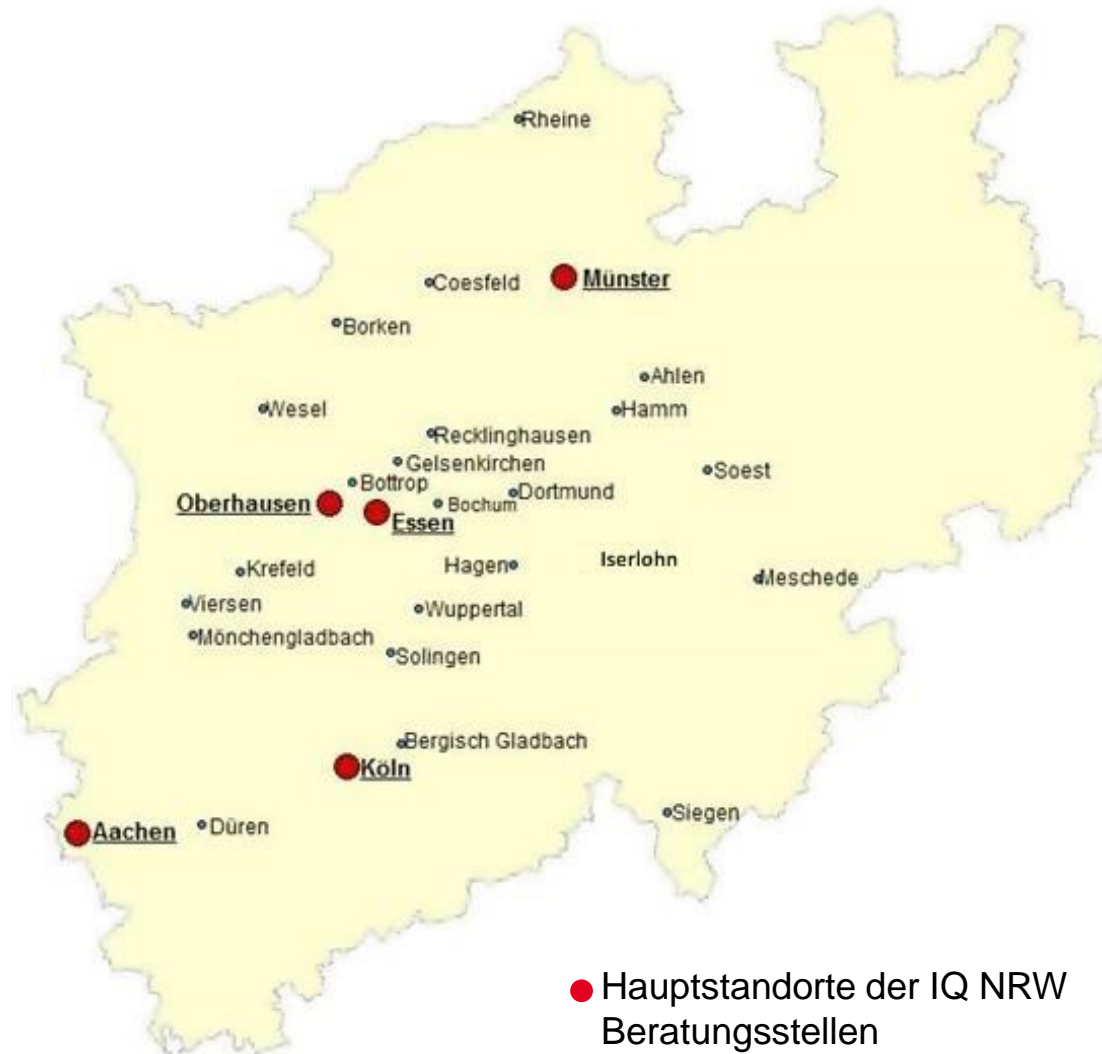 Rheine
Coesfeld
Münster
Borken
Ahlen
Wesel
Hamm
Recklinghausen
Gelsenkirchen
Soest
Bottrop
Dortmund
Oberhausen
Bochum
Essen
Hagen
Iserlohn
Krefeld
Meschede
Viersen
Wuppertal
Mönchengladbach
Solingen
Bergisch Gladbach
Köln
Siegen
Aachen
Düren
Hauptstandorte der IQ NRW
Beratungsstellen